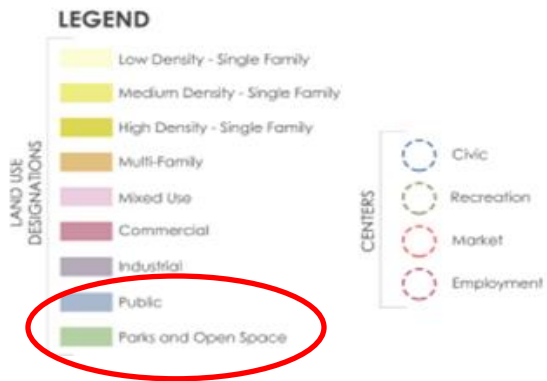 LEGEND
LAND USE
DESIGNATIONS
Low Density - Single Family
Medium Density - Single Family
High Density - Single Family
Multi-Family
Mixed Use
Commercial
Industrial
Public
Parks and Open Space
CENTERS
Civic
Recreation
Market
Employment